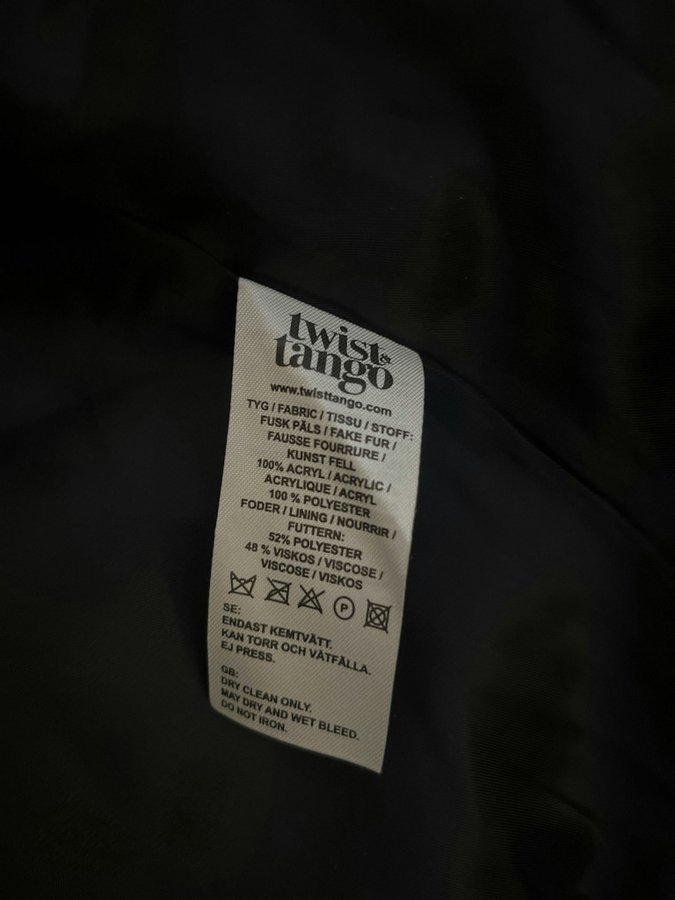 twist &
tango
www.twisttango.com
TYG / FABRIC / TISSU / STOFF:
FUSK PÄLS / FAKE FUR /
FAUSSE FOURRURE /
KUNST FELL
100% ACRYL / ACRYLIC /
ACRYLIQUE / ACRYL
100 % POLYESTER
FODER / LINING / NOURRIR /
FUTTERN:
52% POLYESTER
48 % VISKOS / VISCOSE /
VISCOSE / VISKOS
P
SE:
ENDAST KEMTVÄTT.
KAN TORR OCH VÅTFÄLLA.
EJ PRESS.
GB:
DRY CLEAN ONLY.
MAY DRY AND WET BLEED.
DO NOT IRON.